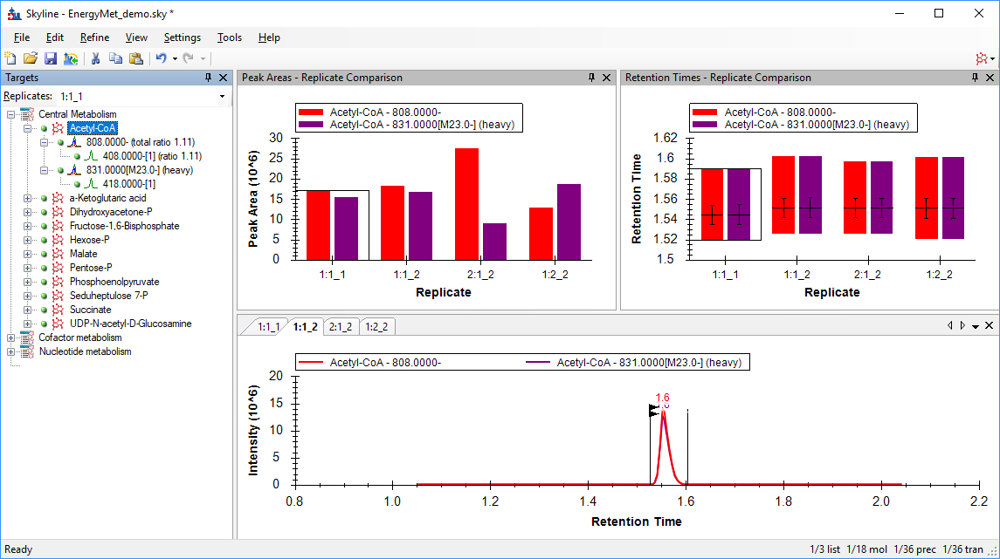 Skyline - EnergyMet_demo.sky *
File Edit Refine View Settings Tools Help
Targets
Replicates: 1:1_1
Central Metabolism
Acetyl-CoA
808.0000- (total ratio 1.11)
408.0000-[1] (ratio 1.11)
831.0000[M23.0-] (heavy)
418.0000-[1]
a-Ketoglutaric acid
Dihydroxyacetone-P
Fructose-1,6-Bisphosphate
Hexose-P
Malate
Pentose-P
Phosphoenolpyruvate
Seduheptulose 7-P
Succinate
UDP-N-acetyl-D-Glucosamine
Cofactor metabolism
Nucleotide metabolism
Peak Areas - Replicate Comparison
Acetyl-CoA - 808.0000-
Acetyl-CoA - 831.0000[M23.0-] (heavy)
Peak Area (10^6)
30
25
20
15
10
5
0
1:1_1 1:1_2 2:1_2 1:2_2
Replicate
Retention Times - Replicate Comparison
Acetyl-CoA - 808.0000-
Acetyl-CoA - 831.0000[M23.0-] (heavy)
Retention Time
1.62
1.6
1.58
1.56
1.54
1.52
1.5
1:1_1 1:1_2 2:1_2 1:2_2
Replicate
1:1_1 1:1_2 2:1_2 1:2_2
Acetyl-CoA - 808.0000- Acetyl-CoA - 831.0000[M23.0-] (heavy)
Intensity (10^6)
20
15
10
5
0
1.6
0.8 1.0 1.2 1.4 1.6 1.8 2.0 2.2
Retention Time
Ready
1/3 list 1/18 mol 1/36 prec 1/36 tran